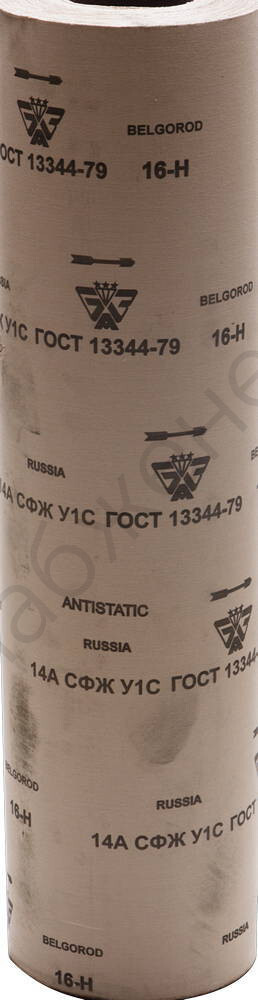 BELGOROD
ОСТ 13344-79 16-Н
BELGOROD
У1С ГОСТ 13344-79 16-Н
RUSSIA
14А СФЖ У1С ГОСТ 13344-79
ANTISTATIC
RUSSIA
14А СФЖ У1С ГОСТ 13344-
BELGOROD
16-Н
RUSSIA
14А СФЖ У1С ГОСТ
BELGOROD
RUSSIA
16-Н